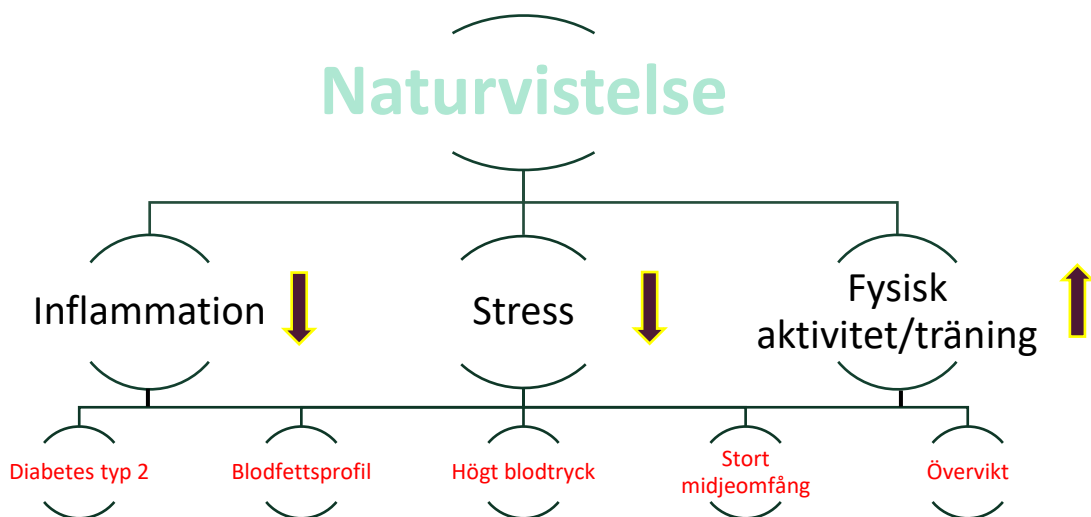 Naturvistelse
Inflammation
Stress
Fysisk
aktivitet/träning
Diabetes typ 2
Blodfettsprofil
Högt blodtryck
Stort
midjeomfång
Övervikt